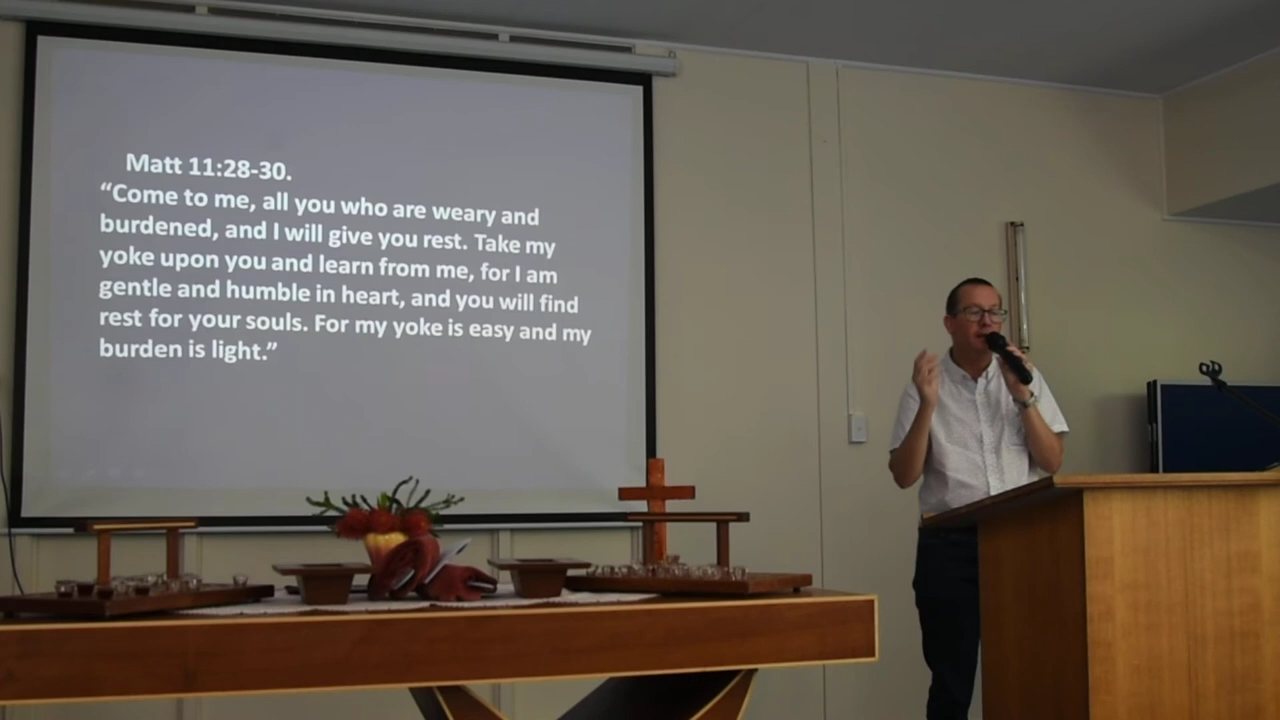 Matt 11:28-30.
“Come to me, all you who are weary and
burdened, and I will give you rest. Take my
yoke upon you and learn from me, for I am
gentle and humble in heart, and you will find
rest for your souls. For my yoke is easy and my
burden is light.”